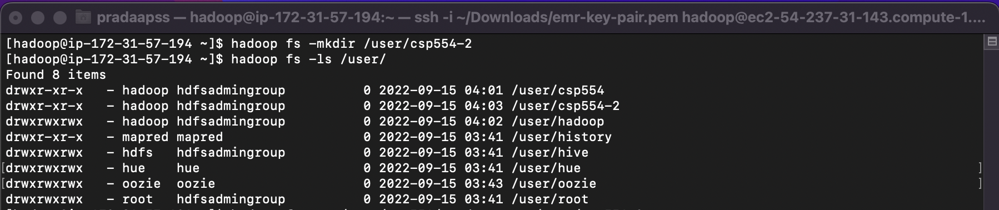 pradaapss — hadoop@ip-172-31-57-194:~ — ssh -i ~/Downloads/emr-key-pair.pem hadoop@ec2-54-237-31-143.compute-1....
[hadoop@ip-172-31-57-194 ~]$ hadoop fs -mkdir /user/csp554-2
[hadoop@ip-172-31-57-194 ~]$ hadoop fs -ls /user/
Found 8 items
drwxr-xr-x   - hadoop hdfsadmingroup          0 2022-09-15 04:01 /user/csp554
drwxr-xr-x   - hadoop hdfsadmingroup          0 2022-09-15 04:03 /user/csp554-2
drwxrwxrwx   - hadoop hdfsadmingroup          0 2022-09-15 04:02 /user/hadoop
drwxr-xr-x   - mapred mapred                  0 2022-09-15 03:41 /user/history
drwxrwxrwx   - hdfs   hdfsadmingroup          0 2022-09-15 03:41 /user/hive
[drwxrwxrwx   - hue    hue                     0 2022-09-15 03:41 /user/hue ]
[drwxrwxrwx   - oozie  oozie                   0 2022-09-15 03:43 /user/oozie ]
drwxrwxrwx   - root   hdfsadmingroup          0 2022-09-15 03:41 /user/root